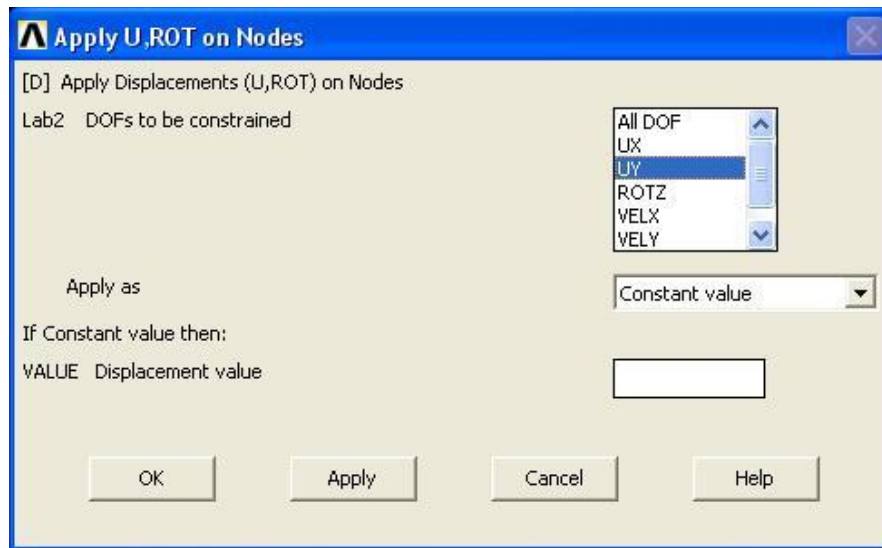 Apply U,ROT on Nodes
[D] Apply Displacements (U,ROT) on Nodes
Lab2 DOFs to be constrained
All DOF
UX
UY
ROTZ
VELX
VELY
Apply as
Constant value
If Constant value then:
VALUE Displacement value
OK
Apply
Cancel
Help